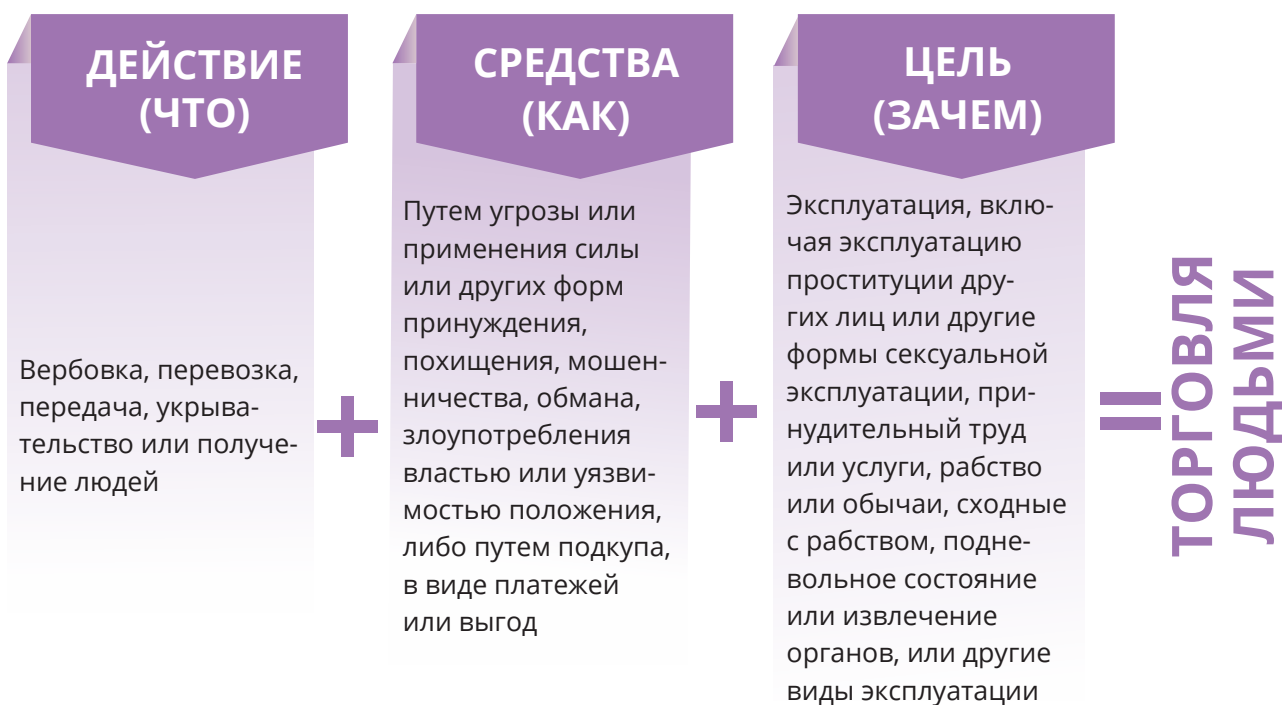 ДЕЙСТВИЕ
(ЧТО)
Вербовка, перевозка,
передача, укрыва-
тельство или получе-
ние людей
+
СРЕДСТВА
(КАК)
Путем угрозы или
применения силы
или других форм
принуждения,
похищения, мошен-
ничества, обмана,
злоупотребления
властью или уязви-
мостью положения,
либо путем подкупа,
в виде платежей
или выгод
+
ЦЕЛЬ
(ЗАЧЕМ)
Эксплуатация, вклю-
чая эксплуатацию
проституции дру-
гих лиц или другие
формы сексуальной
эксплуатации, при-
нудительный труд
или услуги, рабство
или обычаи, сходные
с рабством, подне-
вольное состояние
или извлечение
органов, или другие
виды эксплуатации
=
ТОРГОВЛЯ
ЛЮДЬМИ